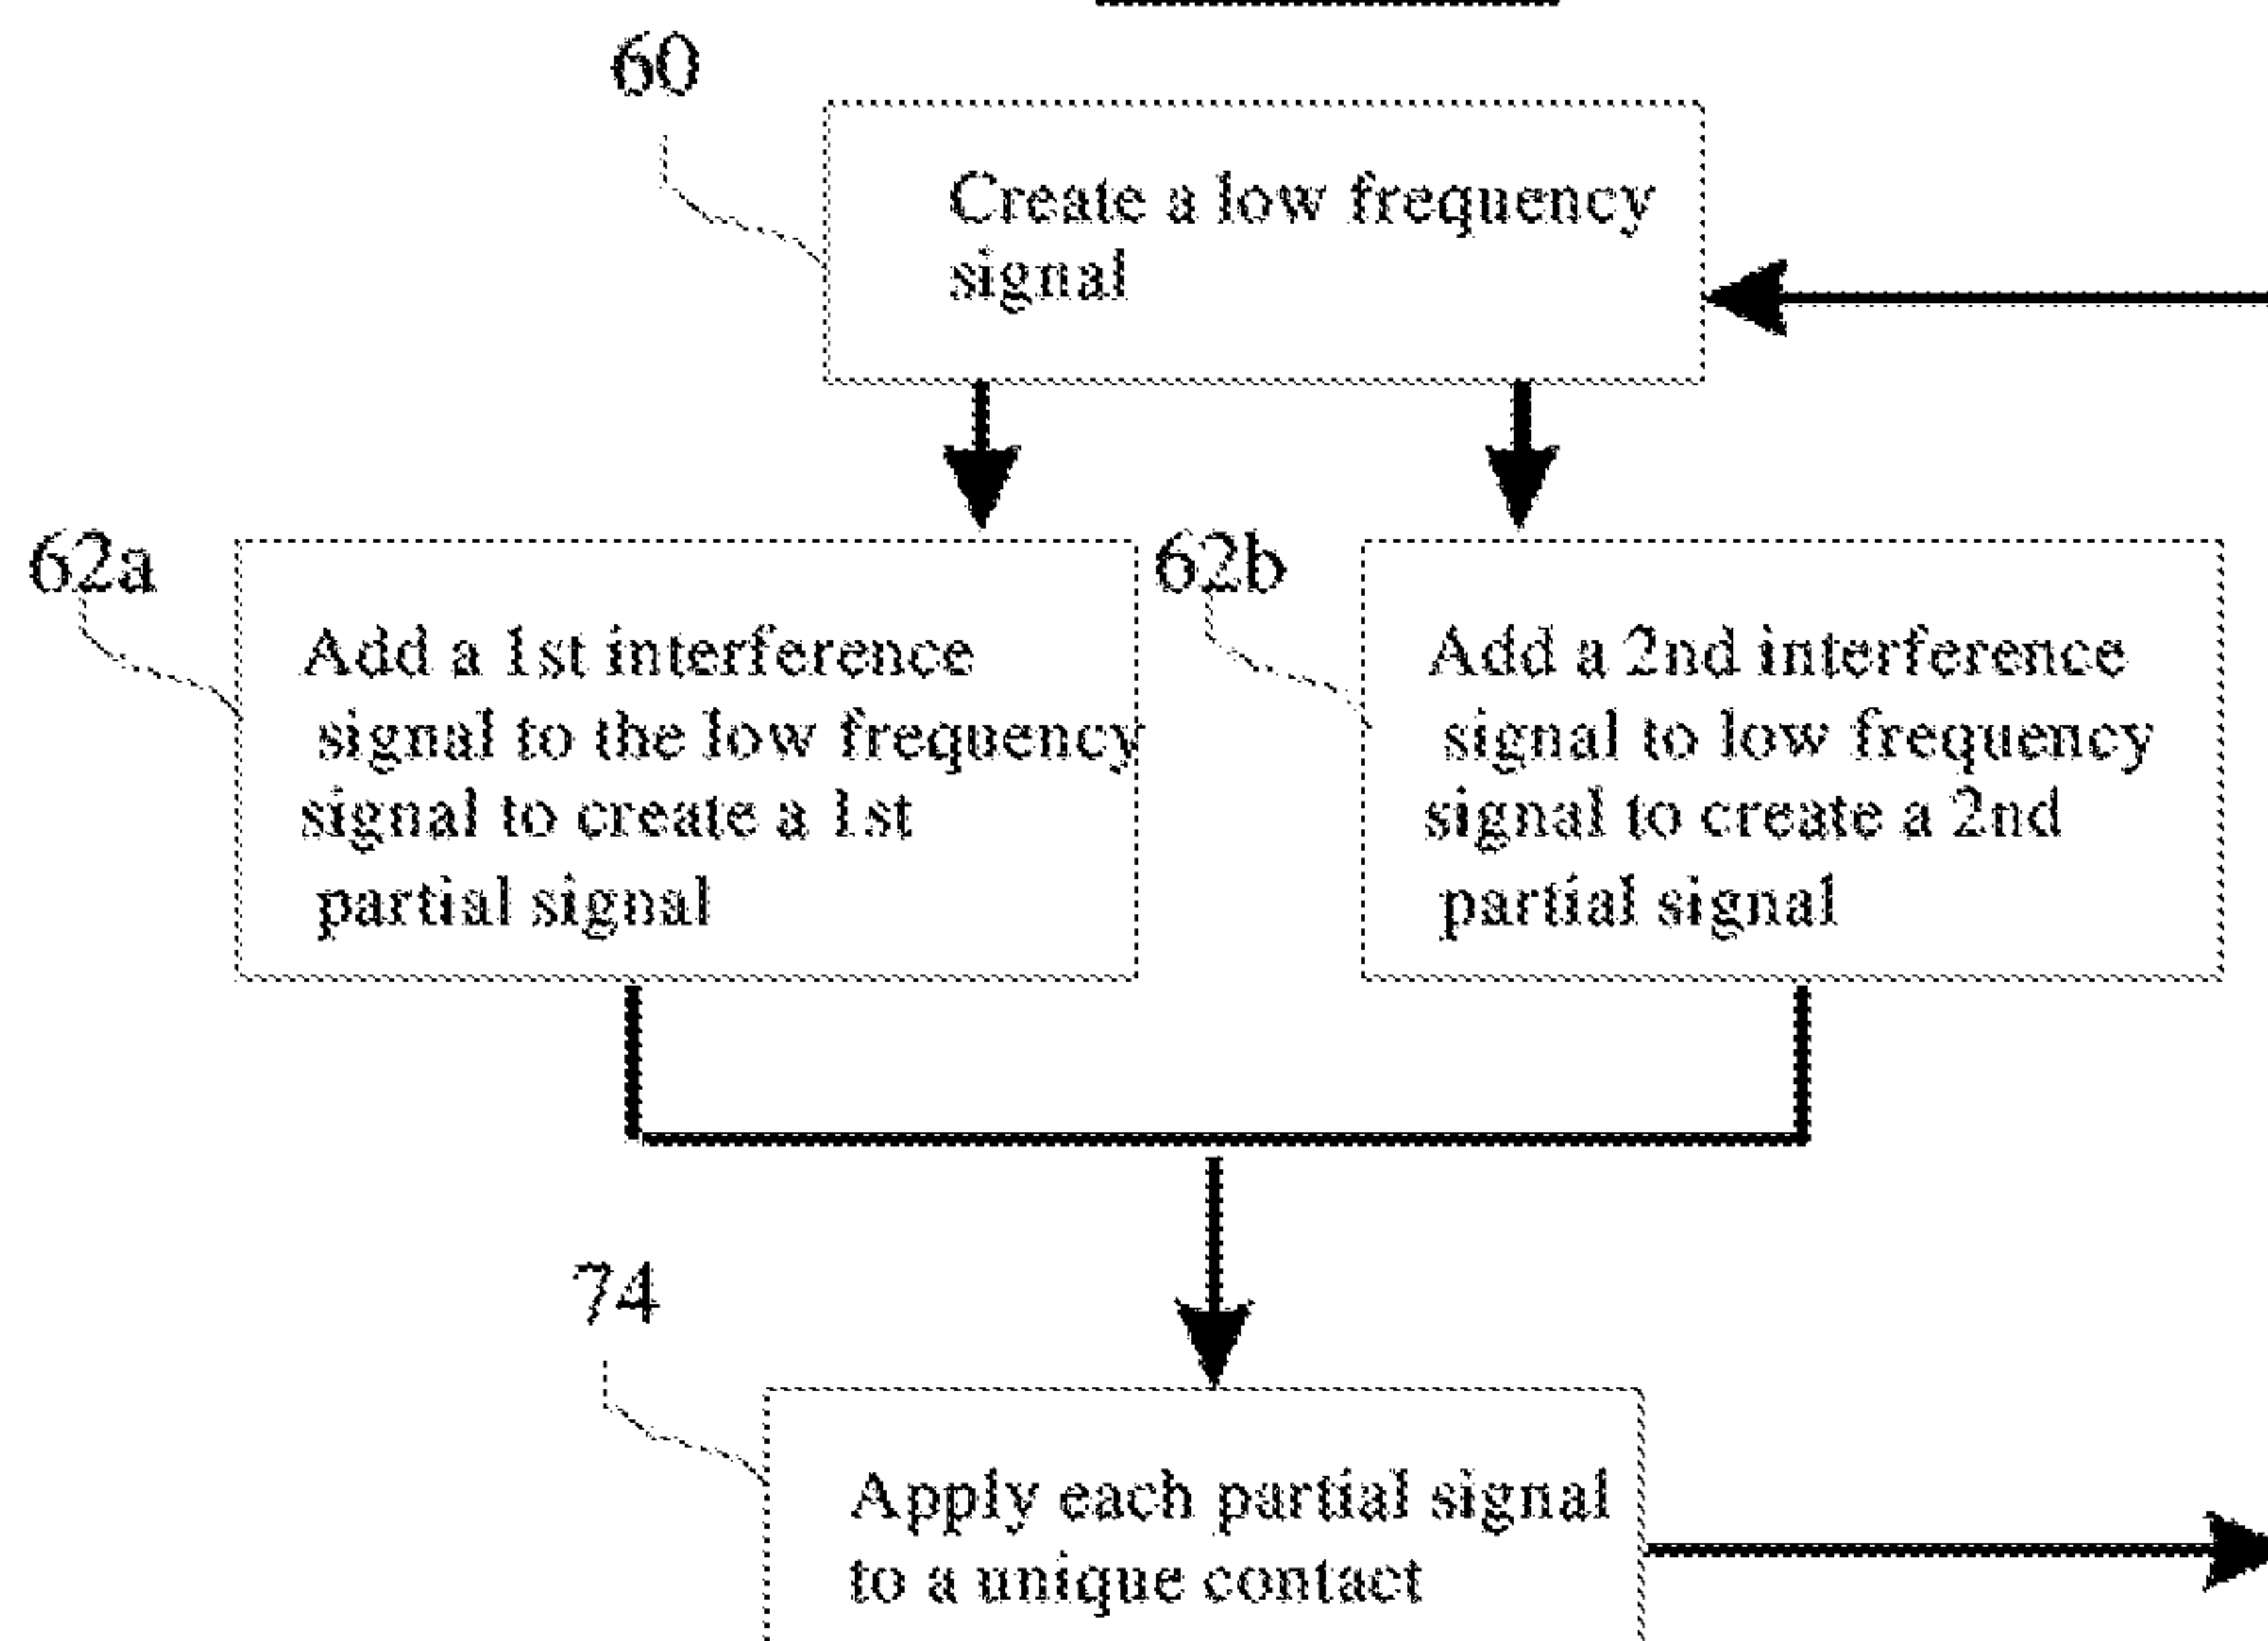 60
Create a low frequency
signal
62a
Add a 1st interference
signal to the low frequency
signal to create a 1st
partial signal
62b
Add a 2nd interference
signal to low frequency
signal to create a 2nd
partial signal
74
Apply each partial signal
to a unique contact